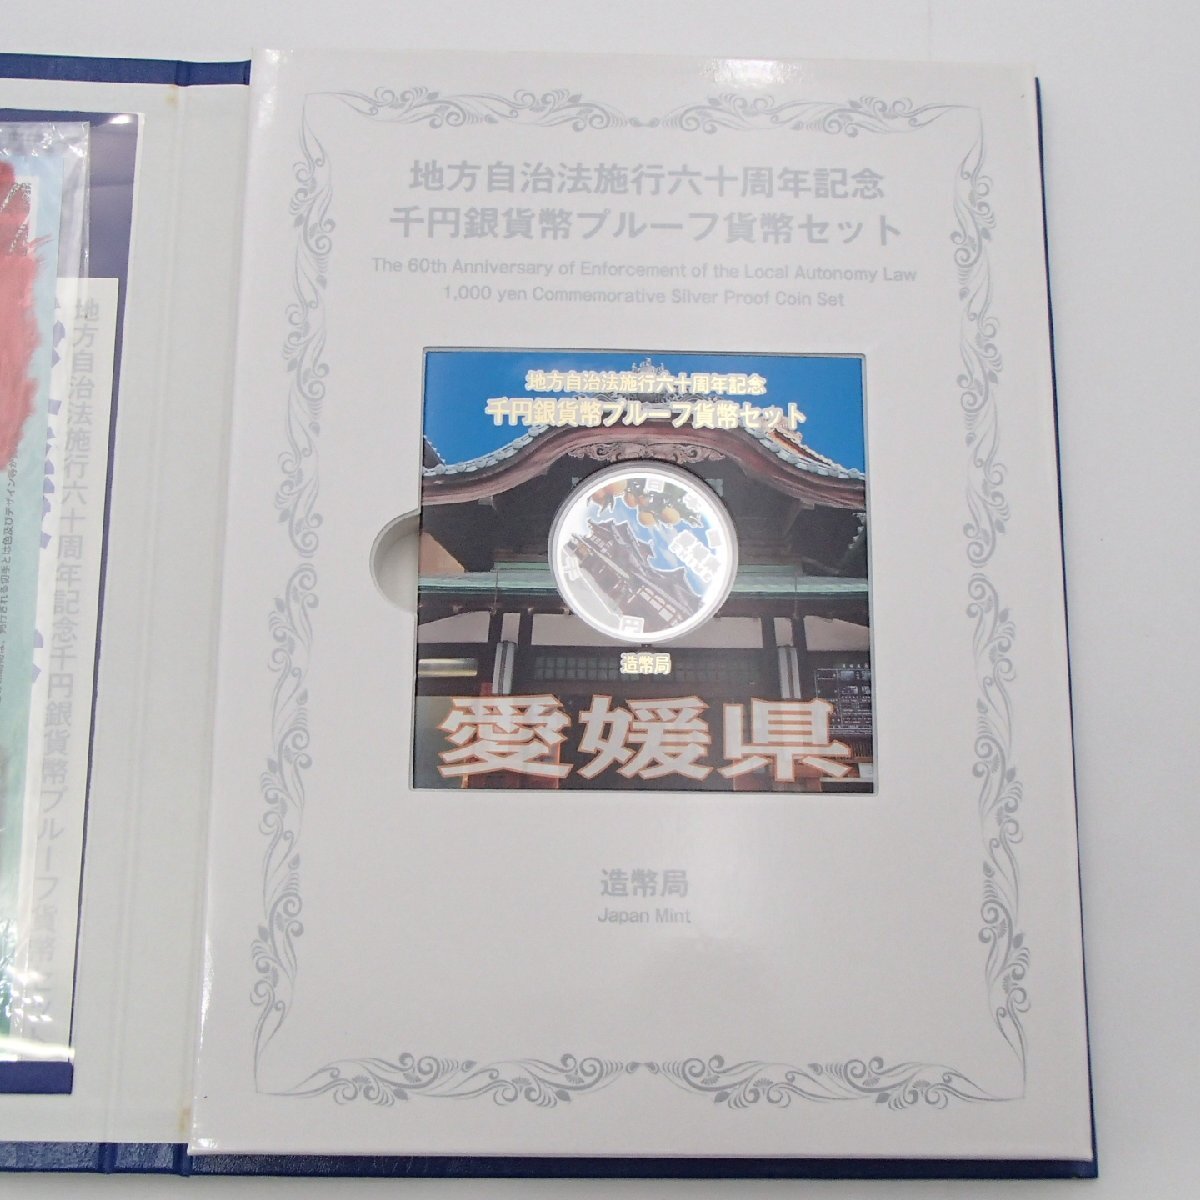 地方自治法施行六十周年記念
千円銀貨幣プルーフ貨幣セット
The 60th Anniversary of Enforcement of the Local Autonomy Law
1,000 yen Commemorative Silver Proof Coin Set
地方自治法施行六十周年記念
千円銀貨幣プルーフ貨幣セット
千
円
造幣局
愛媛県
造幣局
Japan Mint
地方自治法施行六十周年記念千円銀貨幣プルーフ貨幣セット